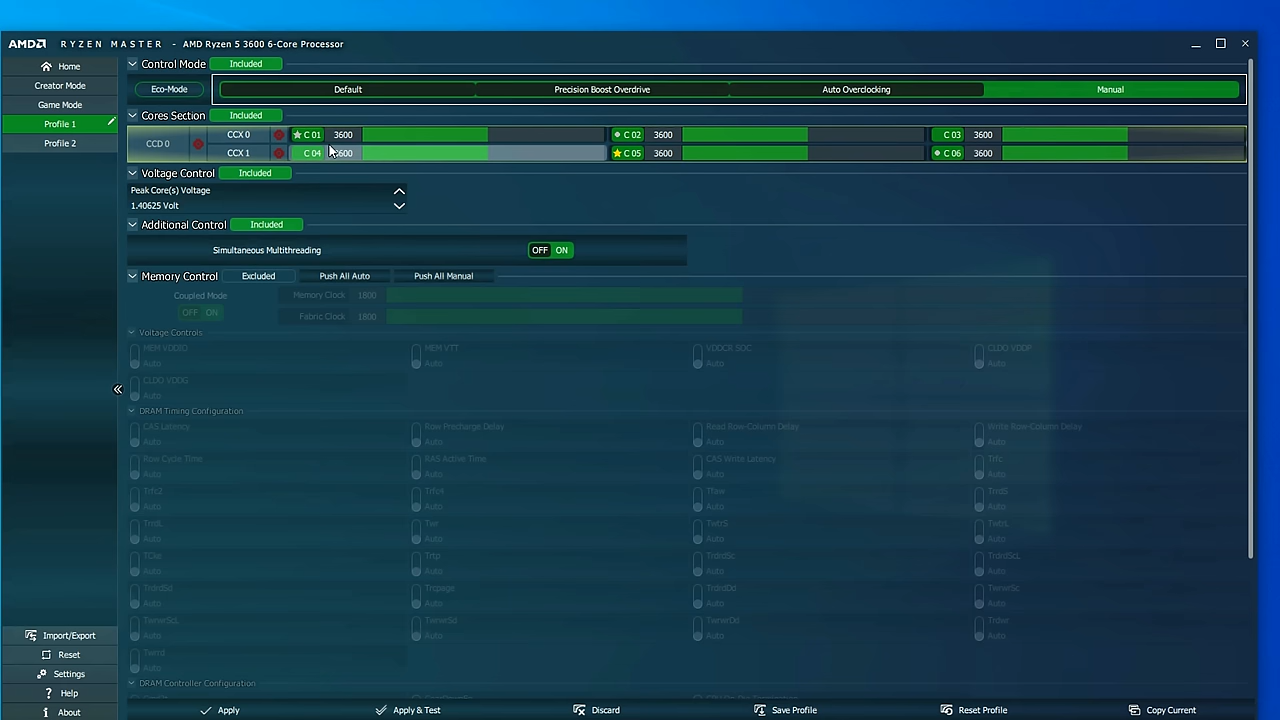 AMD RYZEN MASTER - AMD Ryzen 5 3600 6-Core Processor
Home
Creator Mode
Game Mode
Profile 1
Profile 2
Control Mode Included
Eco-Mode Default Precision Boost Overdrive Auto Overclocking Manual
Cores Section Included
CCD 0
CCX 0 C 01 3600 C 02 3600 C 03 3600
CCX 1 C 04 3600 C 05 3600 C 06 3600
Voltage Control Included
Peak Core(s) Voltage
1.40625 Volt
Additional Control Included
Simultaneous Multithreading OFF ON
Memory Control Excluded Push All Auto Push All Manual
Coupled Mode Memory Clock 1800
OFF ON Fabric Clock 1800
Voltage Controls
MEM VDDIO MEM VTT VDDCR SOC CLDO VDDP
Auto Auto Auto Auto
CLDO VDDG
Auto
DRAM Timing Configuration
CAS Latency Row Precharge Delay Read Row-Column Delay Write Row-Column Delay
Auto Auto Auto Auto
Row Cycle Time RAS Active Time CAS Write Latency Trfc
Auto Auto Auto Auto
Trfc2 Trfc4 Tfaw TrrdS
Auto Auto Auto Auto
TrrdL Twr TwtrS TwtrL
Auto Auto Auto Auto
TCke Trtp TrdrdSc TrdrdScL
Auto Auto Auto Auto
TrdrdSd Trcpage TrdrdDd TwrwrSc
Auto Auto Auto Auto
TwrwrScL TwrwrSd TwrwrDd Trdwr
Auto Auto Auto Auto
Twrrd
Auto
DRAM Controller Configuration
Import/Export
Reset
Settings
Help
About
Apply Apply & Test Discard Save Profile Reset Profile Copy Current